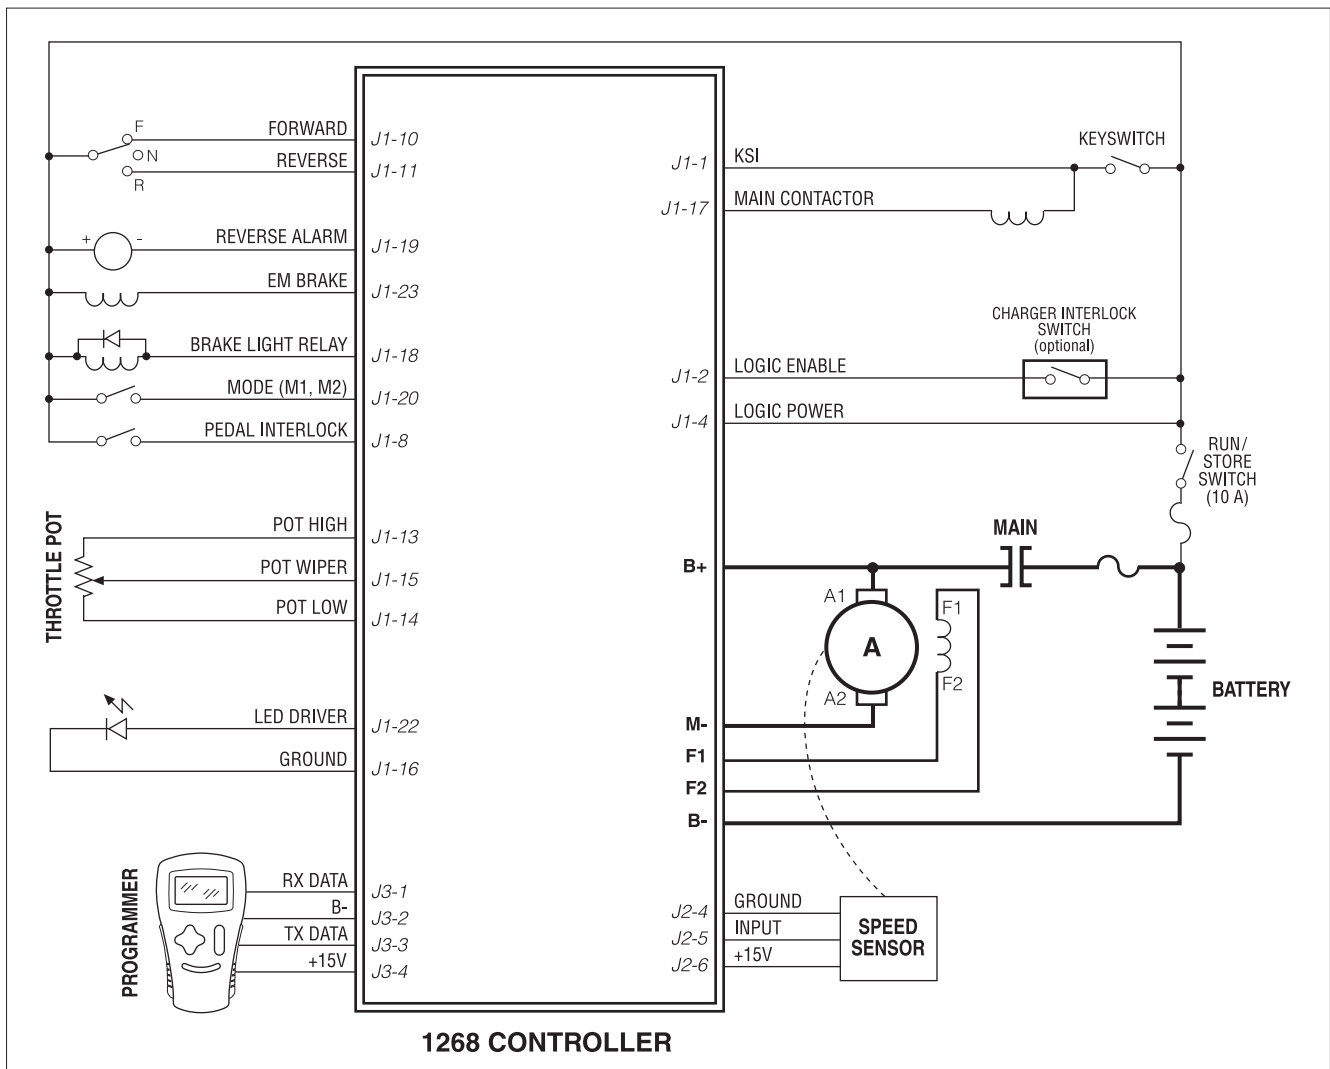 FORWARD
J1-10
REVERSE
J1-11
F
N
R
REVERSE ALARM
J1-19
+
-
EM BRAKE
J1-23
BRAKE LIGHT RELAY
J1-18
MODE (M1, M2)
J1-20
PEDAL INTERLOCK
J1-8
THROTTLE POT
POT HIGH
J1-13
POT WIPER
J1-15
POT LOW
J1-14
LED DRIVER
J1-22
GROUND
J1-16
PROGRAMMER
RX DATA
J3-1
B-
J3-2
TX DATA
J3-3
+15V
J3-4
J1-1
KSI
KEYSWITCH
J1-17
MAIN CONTACTOR
CHARGER INTERLOCK
SWITCH
(optional)
J1-2
LOGIC ENABLE
J1-4
LOGIC POWER
RUN/
STORE
SWITCH
(10 A)
MAIN
B+
A1
A
A2
F1
F2
BATTERY
M-
F1
F2
B-
J2-4
GROUND
J2-5
INPUT
J2-6
+15V
SPEED
SENSOR
1268 CONTROLLER